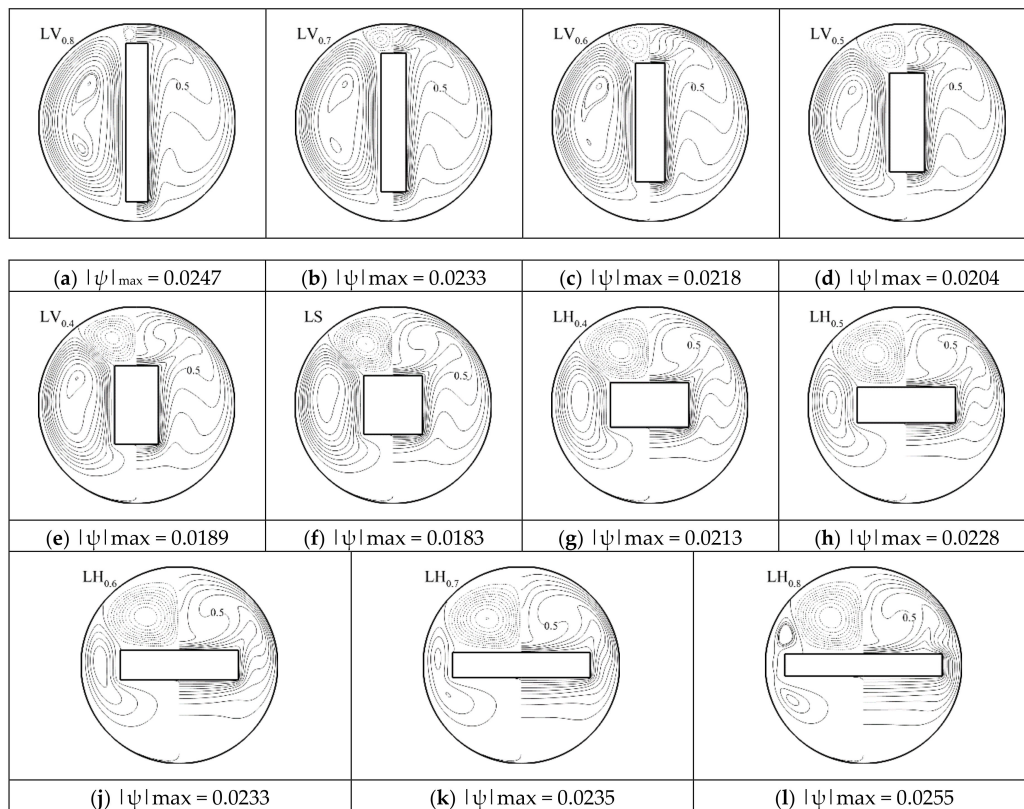 LV0.8 LV0.7 LV0.6 LV0.5
0.5 0.5 0.5 0.5
(a) |ψ|max = 0.0247 (b) |ψ|max = 0.0233 (c) |ψ|max = 0.0218 (d) |ψ|max = 0.0204
LV0.4 LS LH0.4 LH0.5
0.5 0.5
0.5 0.5
(e) |ψ|max = 0.0189 (f) |ψ|max = 0.0183 (g) |ψ|max = 0.0213 (h) |ψ|max = 0.0228
LH0.6 LH0.7 LH0.8
0.5 0.5 0.5
(j) |ψ|max = 0.0233 (k) |ψ|max = 0.0235 (l) |ψ|max = 0.0255